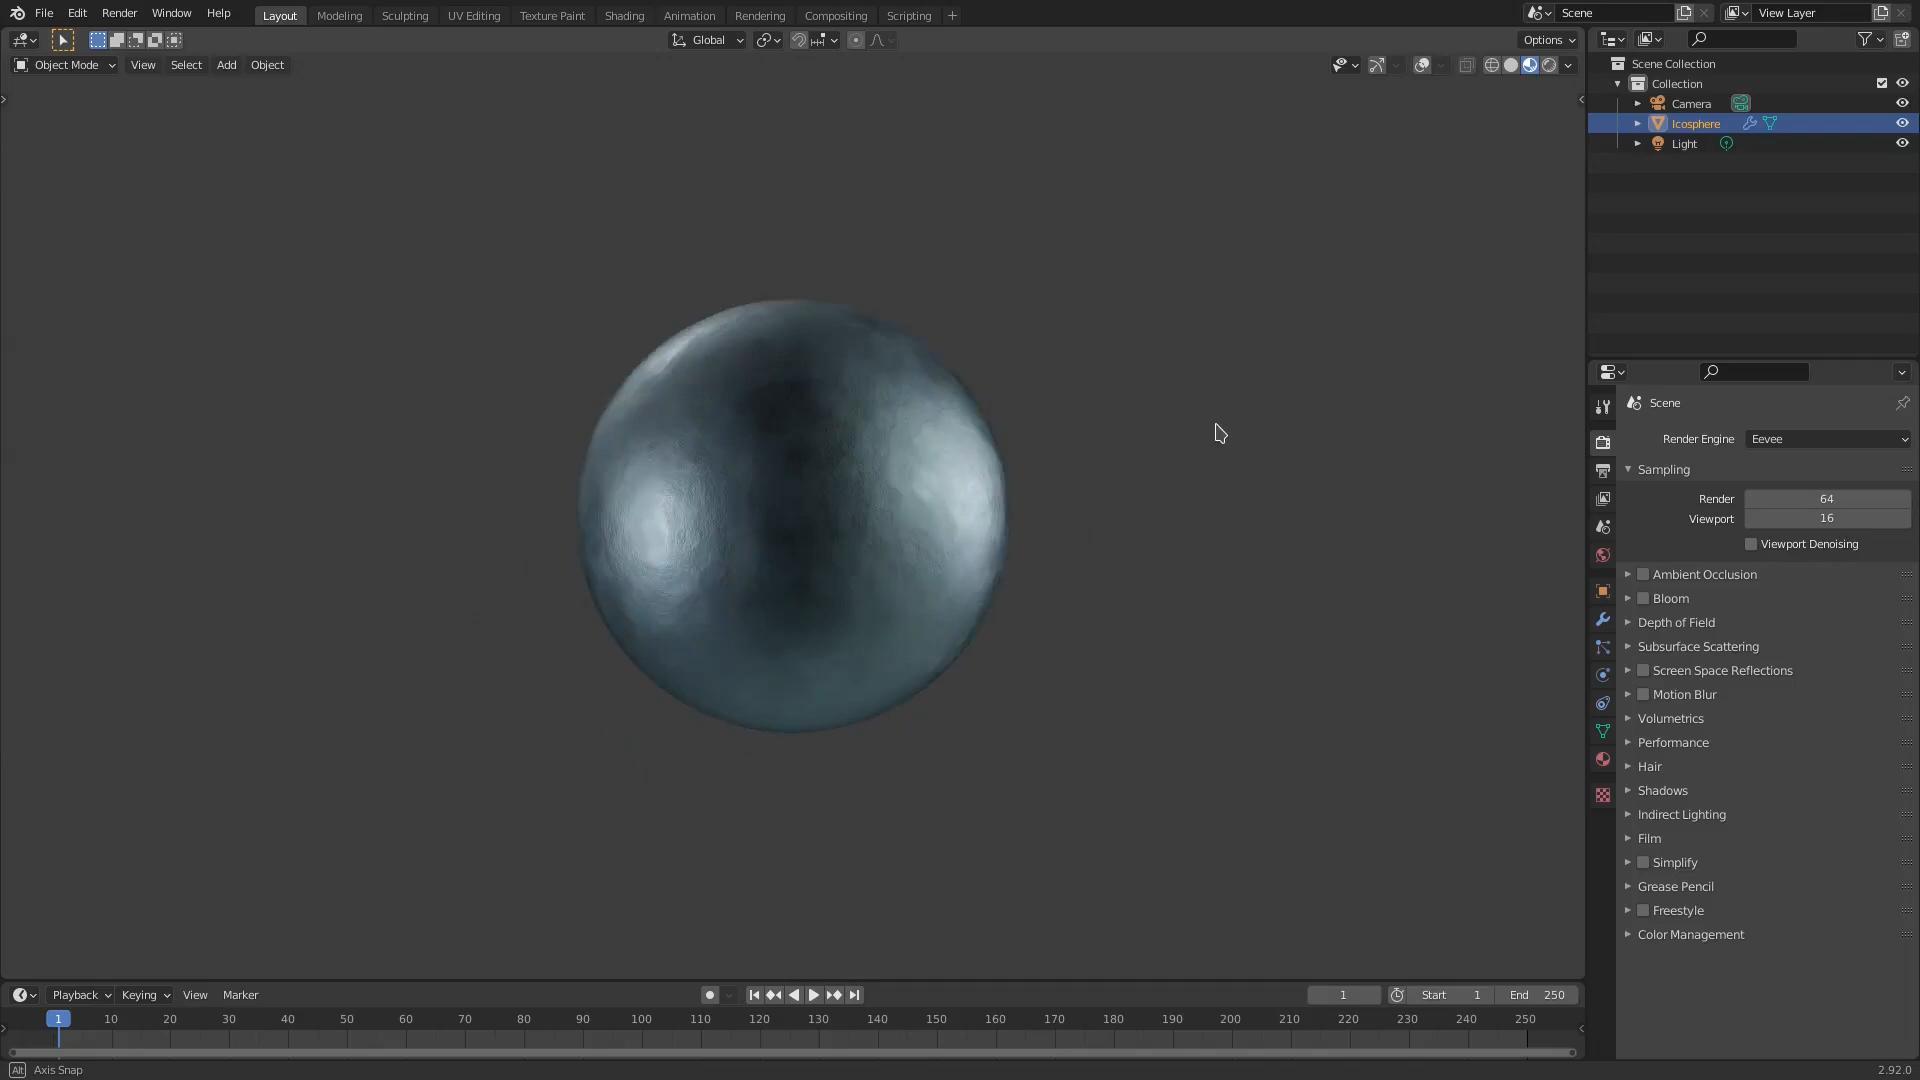 File Edit Render Window Help Layout Modeling Sculpting UV Editing Texture Paint Shading Animation Rendering Compositing Scripting + Scene View Layer
Global Options
Object Mode View Select Add Object
Scene Collection
Collection
Camera
Icosphere
Light
Scene
Render Engine Eevee
Sampling
Render 64
Viewport 16
Viewport Denoising
Ambient Occlusion
Bloom
Depth of Field
Subsurface Scattering
Screen Space Reflections
Motion Blur
Volumetrics
Performance
Hair
Shadows
Indirect Lighting
Film
Simplify
Grease Pencil
Freestyle
Color Management
Playback Keying View Marker 1 Start 1 End 250
1 10 20 30 40 50 60 70 80 90 100 110 120 130 140 150 160 170 180 190 200 210 220 230 240 250
Alt Axis Snap 2.92.0